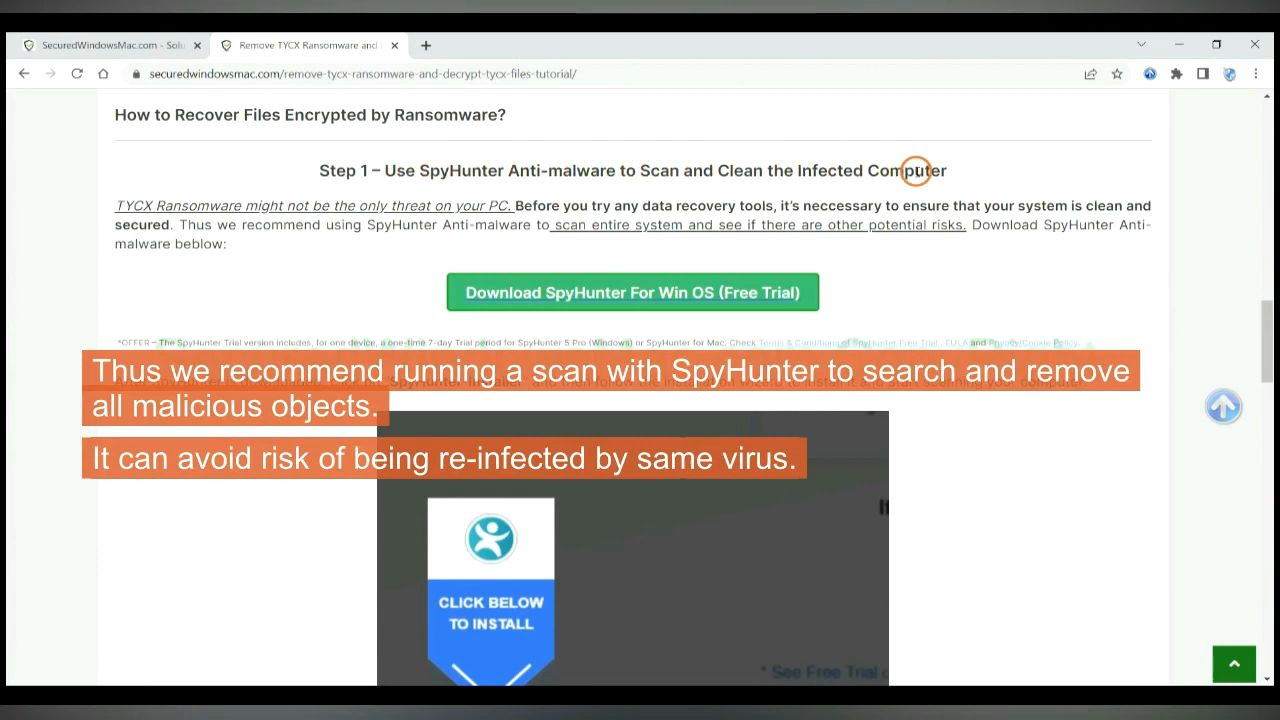 SecuredWindowsMac.com - Solu
Remove TYCX Ransomware and
securedwindowsmac.com/remove-tycx-ransomware-and-decrypt-tycx-files-tutorial/
How to Recover Files Encrypted by Ransomware?
Step 1 – Use SpyHunter Anti-malware to Scan and Clean the Infected Computer
TYCX Ransomware might not be the only threat on your PC. Before you try any data recovery tools, it's neccessary to ensure that your system is clean and
secured. Thus we recommend using SpyHunter Anti-malware to scan entire system and see if there are other potential risks. Download SpyHunter Anti-
malware beblow:
Download SpyHunter For Win OS (Free Trial)
*OFFER – The SpyHunter Trial version includes, for one device, a one-time 7-day Trial period for SpyHunter 5 Pro (Windows) or SpyHunter for Mac. Check Terms & Conditions of SpyHunter Free Trial , EULA and Privacy/Cookie Policy.
Thus we recommend running a scan with SpyHunter to search and remove
all malicious objects.
It can avoid risk of being re-infected by same virus.
CLICK BELOW
TO INSTALL
* See Free Trial